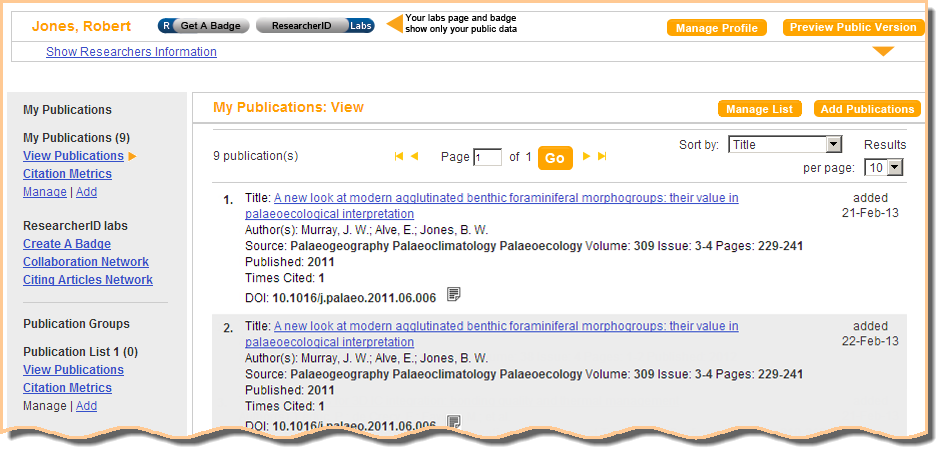 Jones, Robert
R Get A Badge
ResearcherID Labs
Your labs page and badge
show only your public data
Manage Profile
Preview Public Version
Show Researchers Information
My Publications
My Publications (9)
View Publications
Citation Metrics
Manage | Add
ResearcherID labs
Create A Badge
Collaboration Network
Citing Articles Network
Publication Groups
Publication List 1 (0)
View Publications
Citation Metrics
Manage | Add
My Publications: View
Manage List
Add Publications
9 publication(s)
Page 1 of 1 Go
Sort by: Title
Results
per page: 10
1. Title: A new look at modern agglutinated benthic foraminiferal morphogroups: their value in
palaeoecological interpretation
Author(s): Murray, J. W.; Alve, E.; Jones, B. W.
Source: Palaeogeography Palaeoclimatology Palaeoecology Volume: 309 Issue: 3-4 Pages: 229-241
Published: 2011
Times Cited: 1
DOI: 10.1016/j.palaeo.2011.06.006
added
21-Feb-13
2. Title: A new look at modern agglutinated benthic foraminiferal morphogroups: their value in
palaeoecological interpretation
Author(s): Murray, J. W.; Alve, E.; Jones, B. W.
Source: Palaeogeography Palaeoclimatology Palaeoecology Volume: 309 Issue: 3-4 Pages: 229-241
Published: 2011
Times Cited: 1
DOI: 10.1016/j.palaeo.2011.06.006
added
22-Feb-13